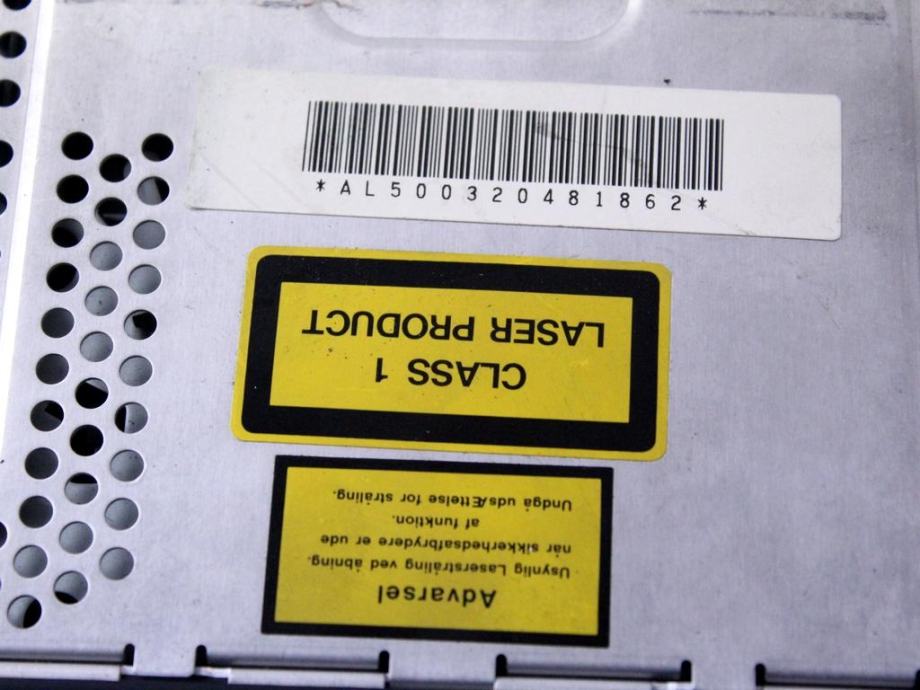 *AL500320481862*
CLASS 1
LASER PRODUCT
Advarsel
Usynlig Laserstråling ved åbning.
når sikkerhedsafbrydere er ude
af funktion.
Undgå udsÆttelse for stråling.